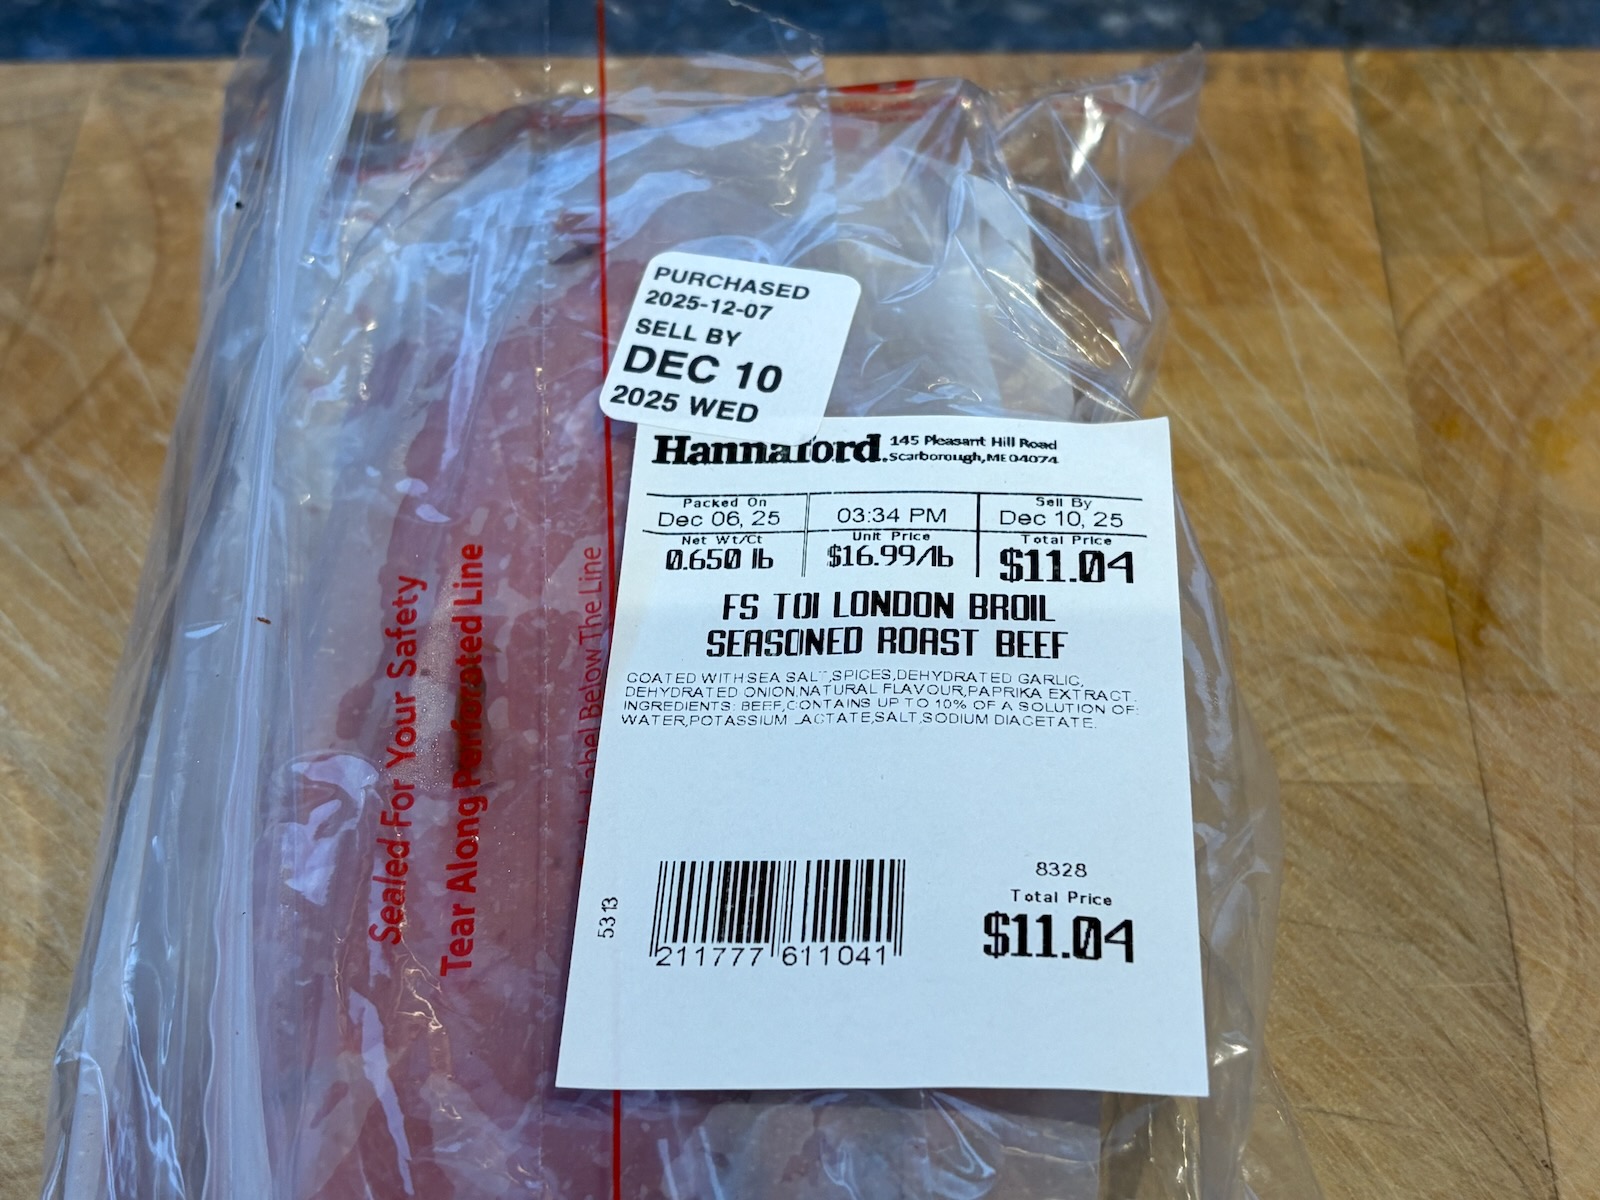 PURCHASED
2025-12-07
SELL BY
DEC 10
2025 WED
Hannaford. 145 Pleasant Hill Road
Scarborough, ME 04074
Packed On
Dec 06, 25
03:34 PM
Sell By
Dec 10, 25
Net Wt/Ct
0.650 lb
Unit Price
$16.99/lb
Total Price
$11.04
FS TOI LONDON BROIL
SEASONED ROAST BEEF
COATED WITH SEA SALT,SPICES,DEHYDRATED GARLIC,
DEHYDRATED ONION,NATURAL FLAVOUR,PAPRIKA EXTRACT.
INGREDIENTS: BEEF,CONTAINS UP TO 10% OF A SOLUTION OF:
WATER,POTASSIUM LACTATE,SALT,SODIUM DIACETATE.
5313
211777 611041
8328
Total Price
$11.04
Sealed For Your Safety
Tear Along Perforated Line
Label Below The Line